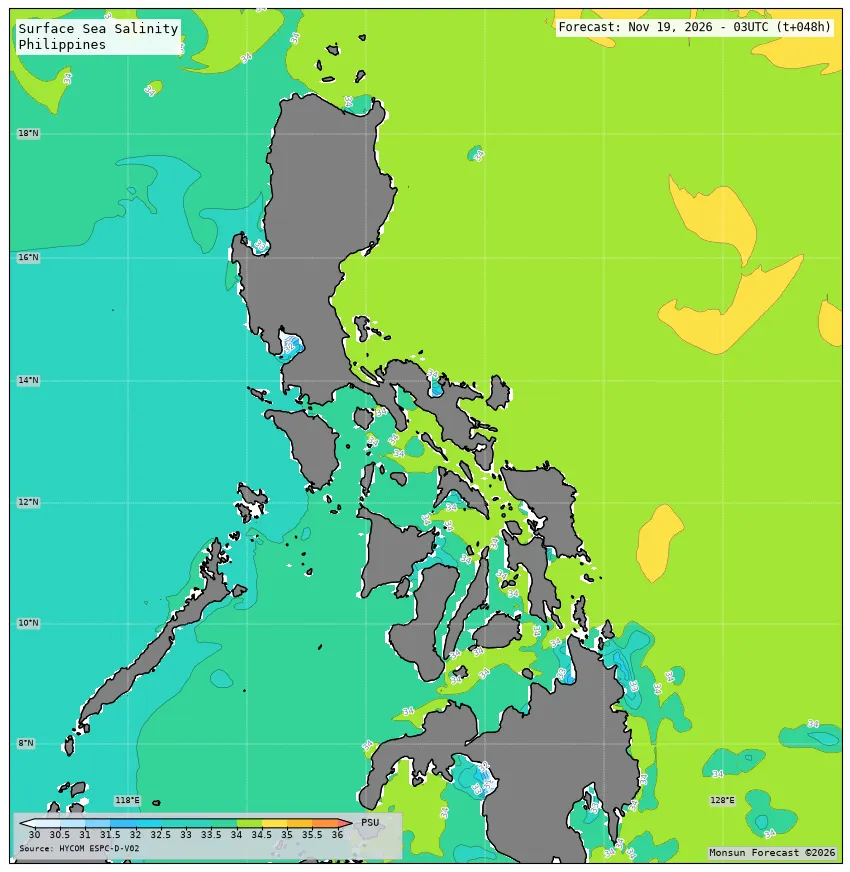 Surface Sea Salinity
Philippines
Forecast: Nov 19, 2026 - 03UTC (t+048h)
18°N
16°N
14°N
12°N
10°N
8°N
118°E
128°E
30 30.5 31 31.5 32 32.5 33 33.5 34 34.5 35 35.5 36 PSU
Source: HYCOM ESPC-D-V02
Monsun Forecast ©2026